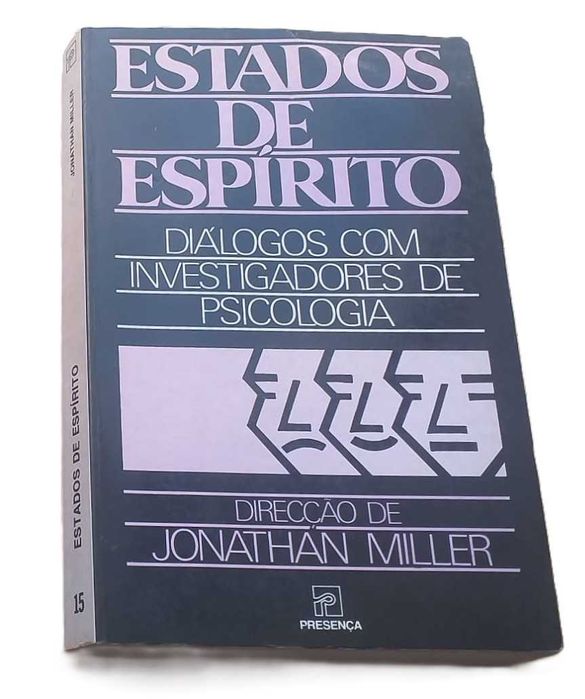 ESTADOS
DE
ESPÍRITO
DIÁLOGOS COM
INVESTIGADORES DE
PSICOLOGIA
DIRECÇÃO DE
JONATHAN MILLER
PRESENÇA
JONATHAN MILLER
ESTADOS DE ESPÍRITO
15